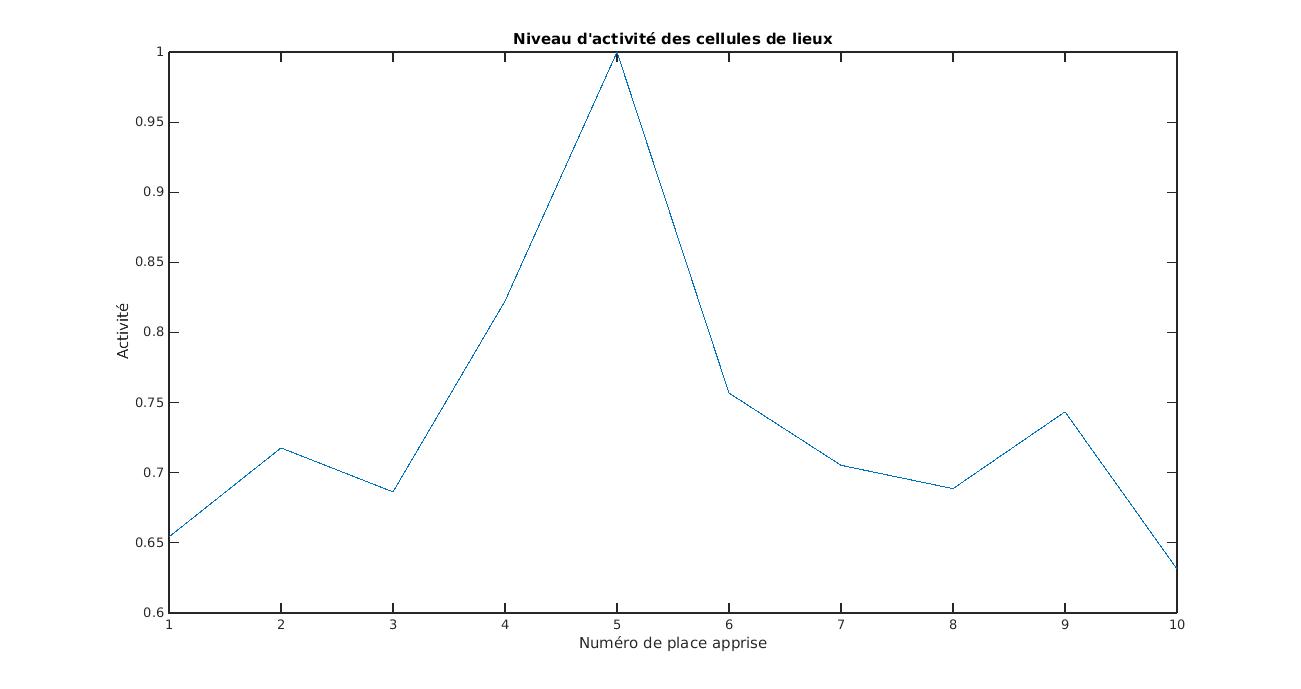 Niveau d'activité des cellules de lieux
1
0.95
0.9
0.85
0.8
0.75
0.7
0.65
0.6
Activité
1 2 3 4 5 6 7 8 9 10
Numéro de place apprise